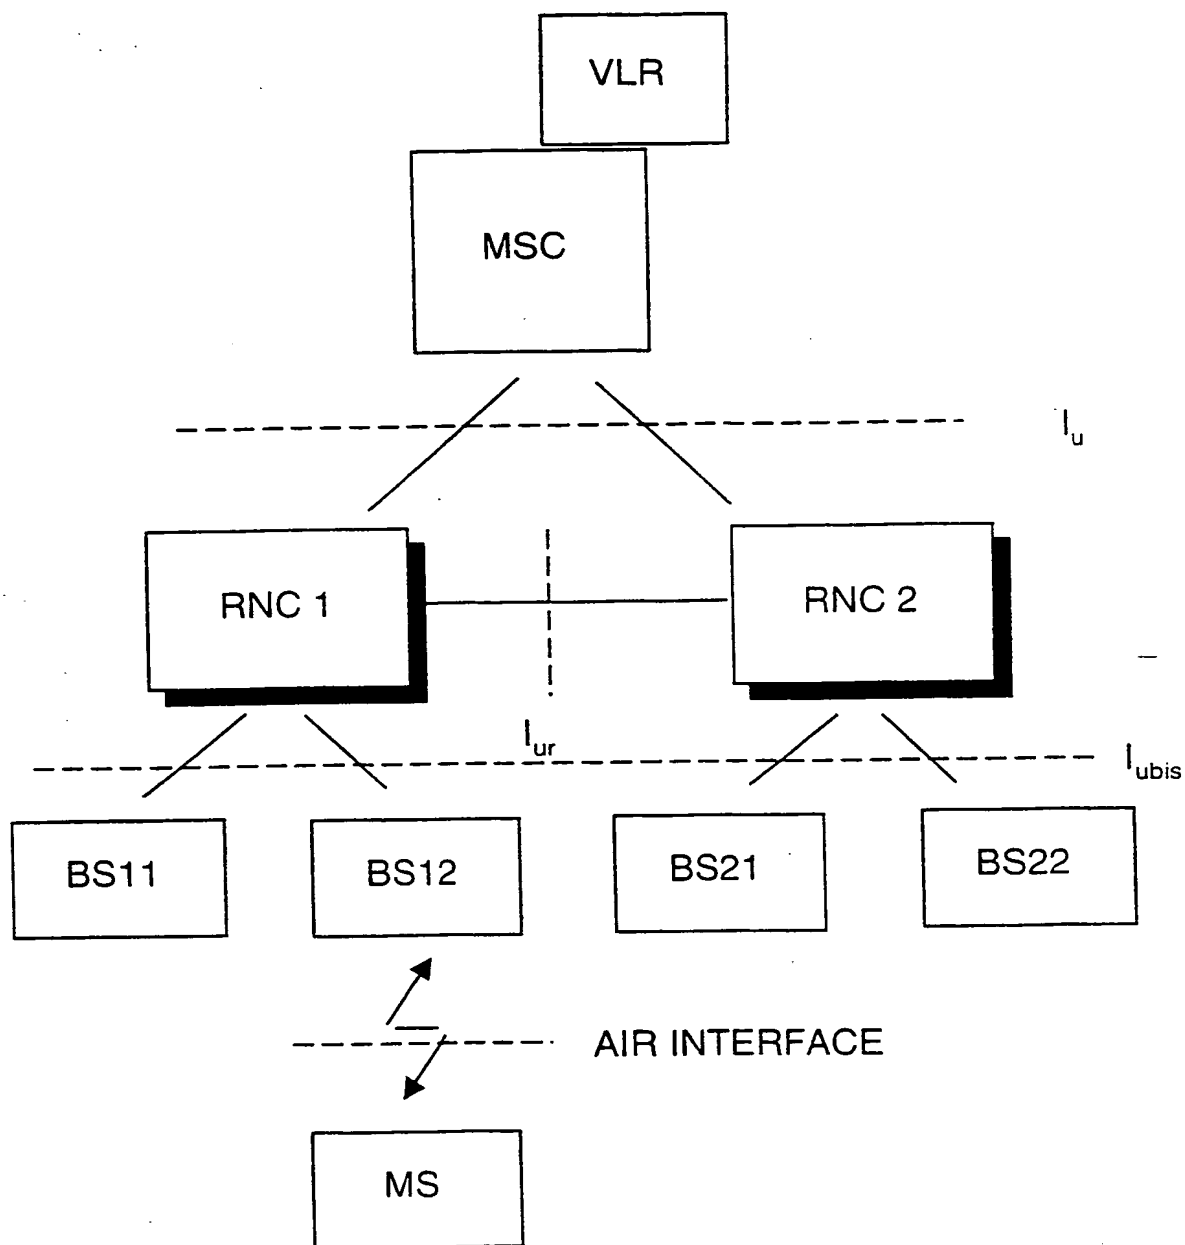 VLR
MSC
Iu
RNC 1
RNC 2
Iur
Iubis
BS11
BS12
BS21
BS22
AIR INTERFACE
MS